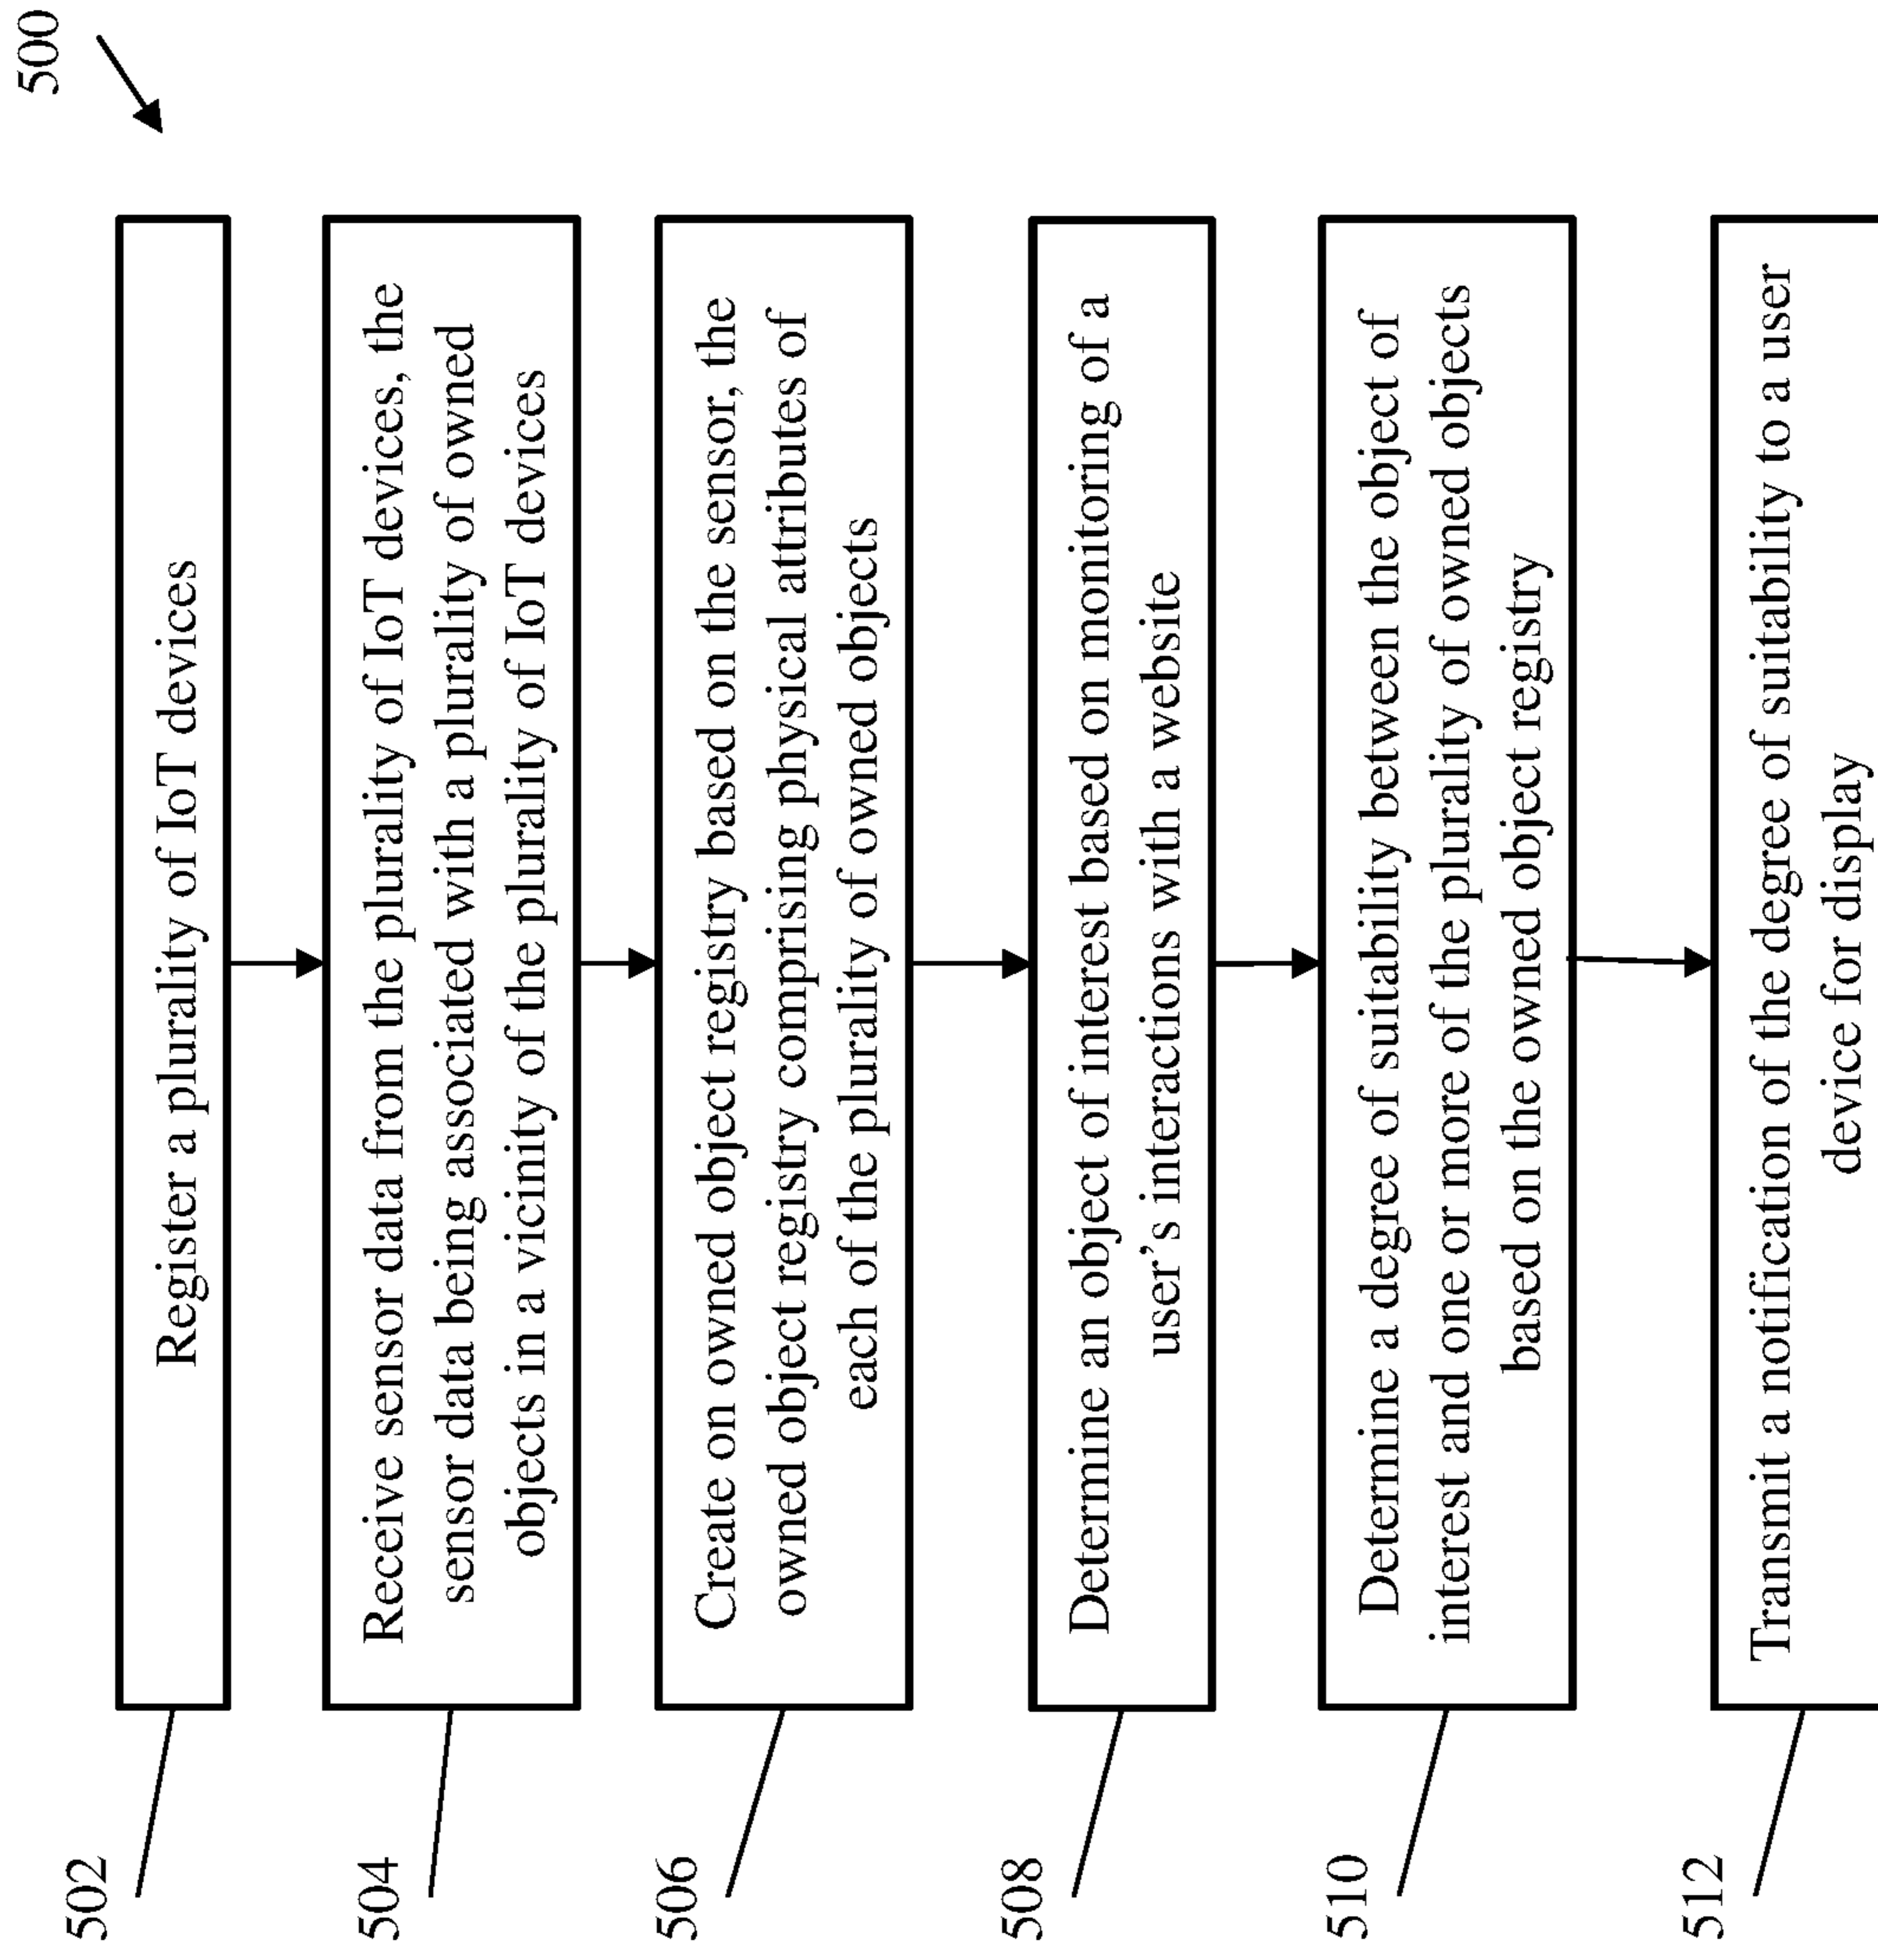 500
502
Register a plurality of IoT devices
504
Receive sensor data from the plurality of IoT devices, the
sensor data being associated with a plurality of owned
objects in a vicinity of the plurality of IoT devices
506
Create on owned object registry based on the sensor, the
owned object registry comprising physical attributes of
each of the plurality of owned objects
508
Determine an object of interest based on monitoring of a
user’s interactions with a website
510
Determine a degree of suitability between the object of
interest and one or more of the plurality of owned objects
based on the owned object registry
512
Transmit a notification of the degree of suitability to a user
device for display